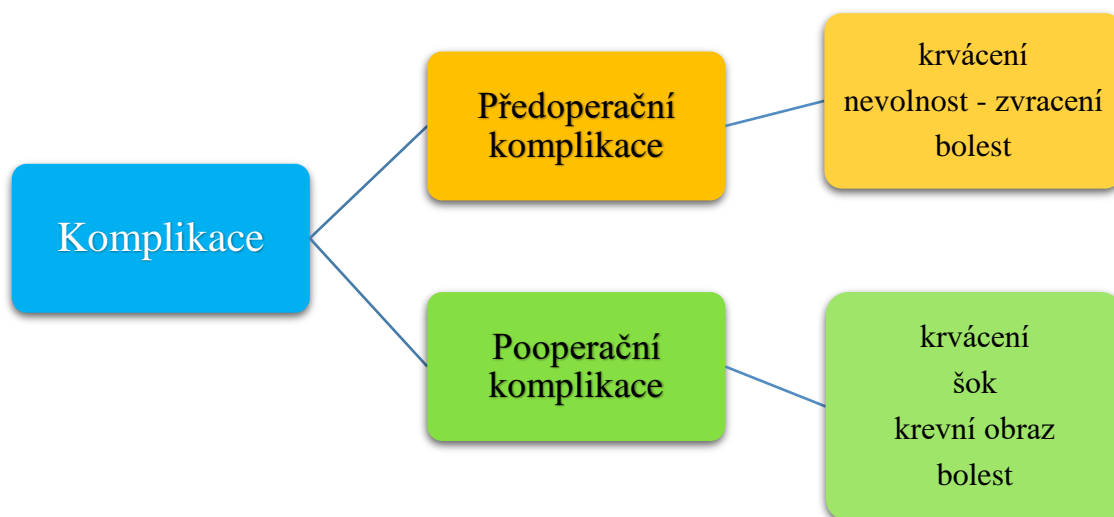 Komplikace
Předoperační
komplikace
krvácení
nevolnost - zvracení
bolest
Pooperační
komplikace
krvácení
šok
krevní obraz
bolest